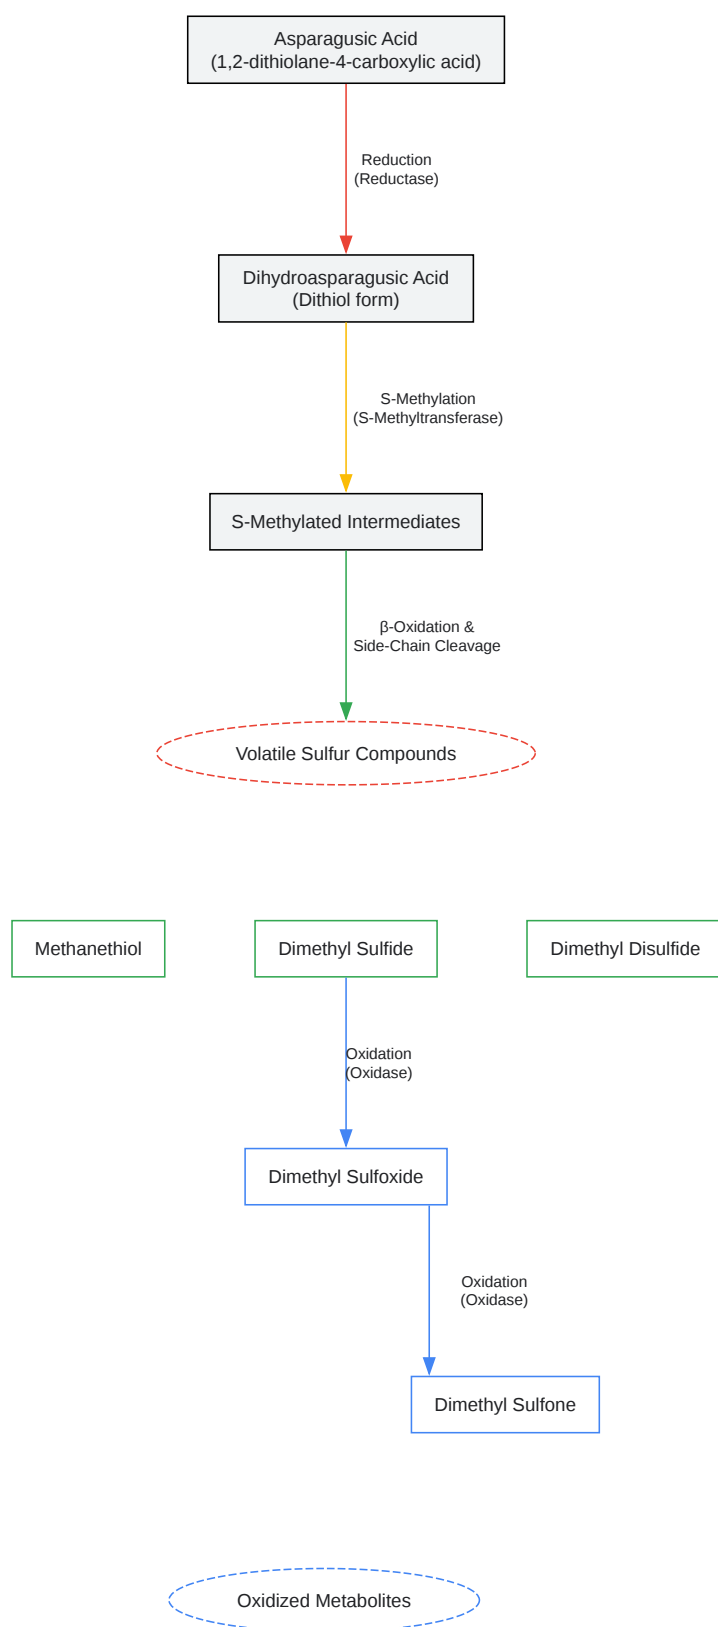 Asparagusic Acid
(1,2-dithiolane-4-carboxylic acid)
Reduction
(Reductase)
Dihydroasparagusic Acid
(Dithiol form)
S-Methylation
(S-Methyltransferase)
S-Methylated Intermediates
β-Oxidation &
Side-Chain Cleavage
Volatile Sulfur Compounds
Methanethiol
Dimethyl Sulfide
Dimethyl Disulfide
Oxidation
(Oxidase)
Dimethyl Sulfoxide
Oxidation
(Oxidase)
Dimethyl Sulfone
Oxidized Metabolites